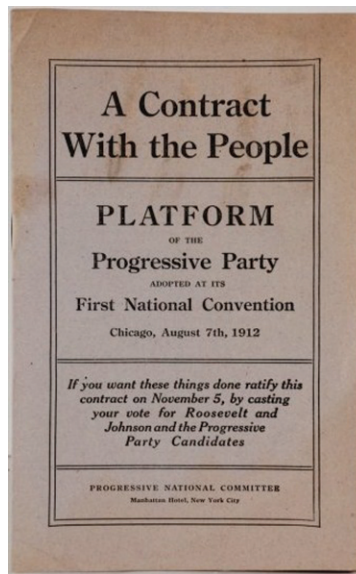 A Contract
With the People
PLATFORM
OF THE
Progressive Party
ADOPTED AT ITS
First National Convention
Chicago, August 7th, 1912
If you want these things done ratify this
contract on November 5, by casting
your vote for Roosevelt and
Johnson and the Progressive
Party Candidates
PROGRESSIVE NATIONAL COMMITTEE
Manhattan Hotel, New York City